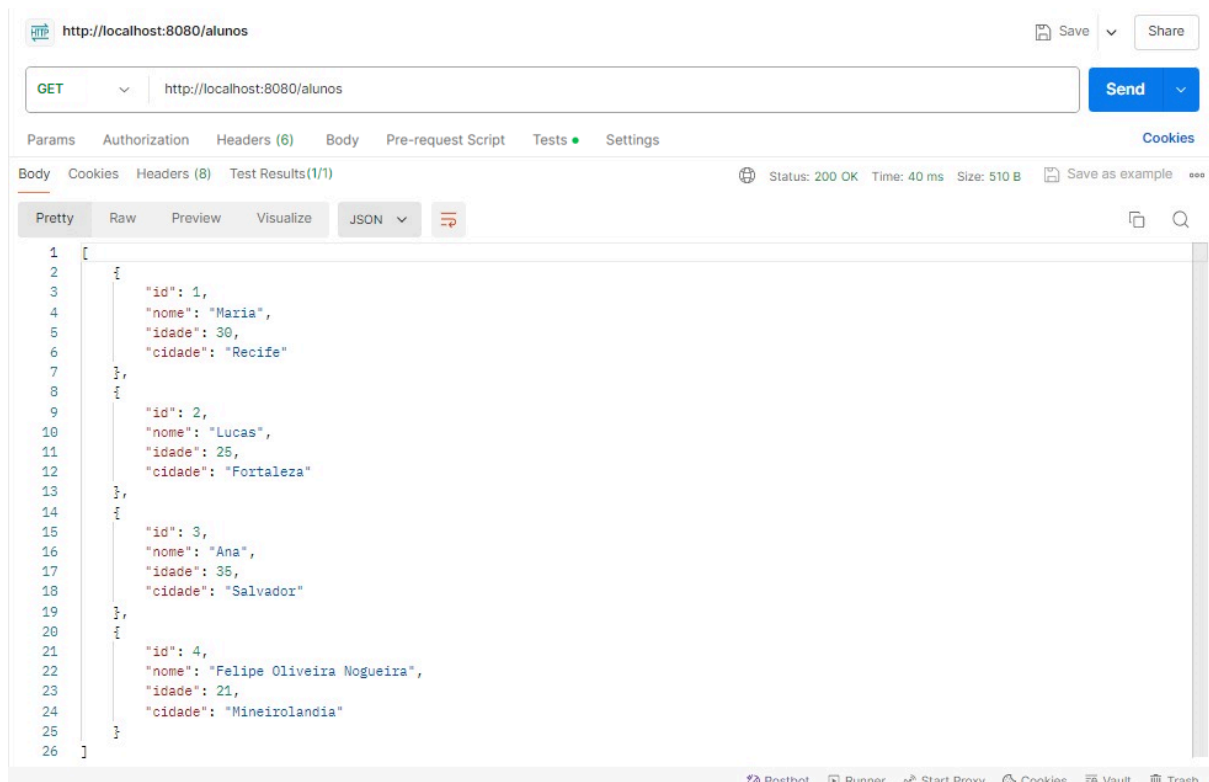 HTTP http://localhost:8080/alunos Save Share
GET http://localhost:8080/alunos Send
Params Authorization Headers (6) Body Pre-request Script Tests Settings Cookies
Body Cookies Headers (8) Test Results(1/1) Status: 200 OK Time: 40 ms Size: 510 B Save as example
Pretty Raw Preview Visualize JSON
1 [
2 {
3 "id": 1,
4 "nome": "Maria",
5 "idade": 30,
6 "cidade": "Recife"
7 },
8 {
9 "id": 2,
10 "nome": "Lucas",
11 "idade": 25,
12 "cidade": "Fortaleza"
13 },
14 {
15 "id": 3,
16 "nome": "Ana",
17 "idade": 35,
18 "cidade": "Salvador"
19 },
20 {
21 "id": 4,
22 "nome": "Felipe Oliveira Nogueira",
23 "idade": 21,
24 "cidade": "Mineirolandia"
25 }
26 ]
Postbot Runner Start Proxy Cookies Vault Trash